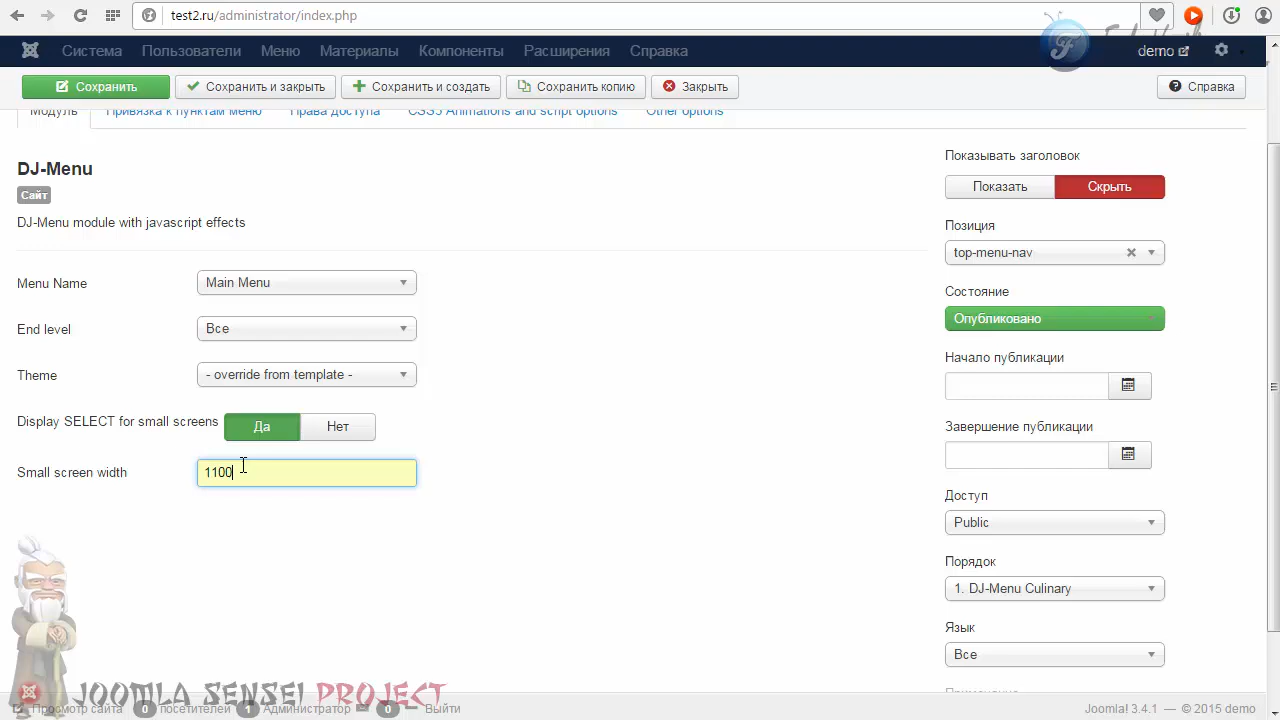 test2.ru/administrator/index.php
Система Пользователи Меню Материалы Компоненты Расширения Справка demo
Сохранить Сохранить и закрыть Сохранить и создать Сохранить копию Закрыть Справка
Модуль Привязка к пунктам меню Права доступа CSS3 Animations and script options Other options
DJ-Menu
Сайт
DJ-Menu module with javascript effects
Menu Name Main Menu
End level Все
Theme - override from template -
Display SELECT for small screens Да Нет
Small screen width 1100
Показывать заголовок
Показать Скрыть
Позиция
top-menu-nav
Состояние
Опубликовано
Начало публикации
Завершение публикации
Доступ
Public
Порядок
1. DJ-Menu Culinary
Язык
Все
Примечание
JOOMLA SENSEI PROJECT
Просмотр сайта 0 посетителей 1 Администратор 0 Выйти
Joomla! 3.4.1 — © 2015 demo